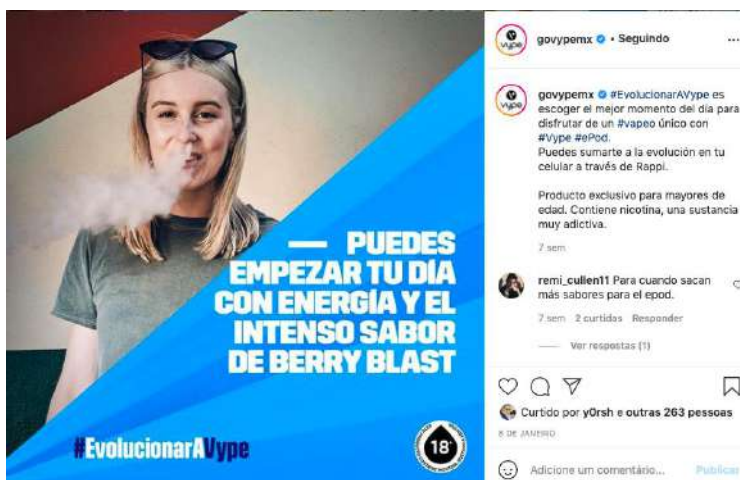 — PUEDES
EMPEZAR TU DÍA
CON ENERGÍA Y EL
INTENSO SABOR
DE BERRY BLAST
#EvolucionarAVype
18+
vype
govypemx • Seguindo
...
vype
govypemx #EvolucionarAVype es
escoger el mejor momento del día para
disfrutar de un #vapeo único con
#Vype #ePod.
Puedes sumarte a la evolución en tu
celular a través de Rappi.
Producto exclusivo para mayores de
edad. Contiene nicotina, una sustancia
muy adictiva.
7 sem
remi_cullen11 Para cuando sacan
más sabores para el epod.
7 sem 2 curtidas Responder
Ver respostas (1)
Curtido por y0rsh e outras 263 pessoas
8 DE JANEIRO
Adicione um comentário... Publicar